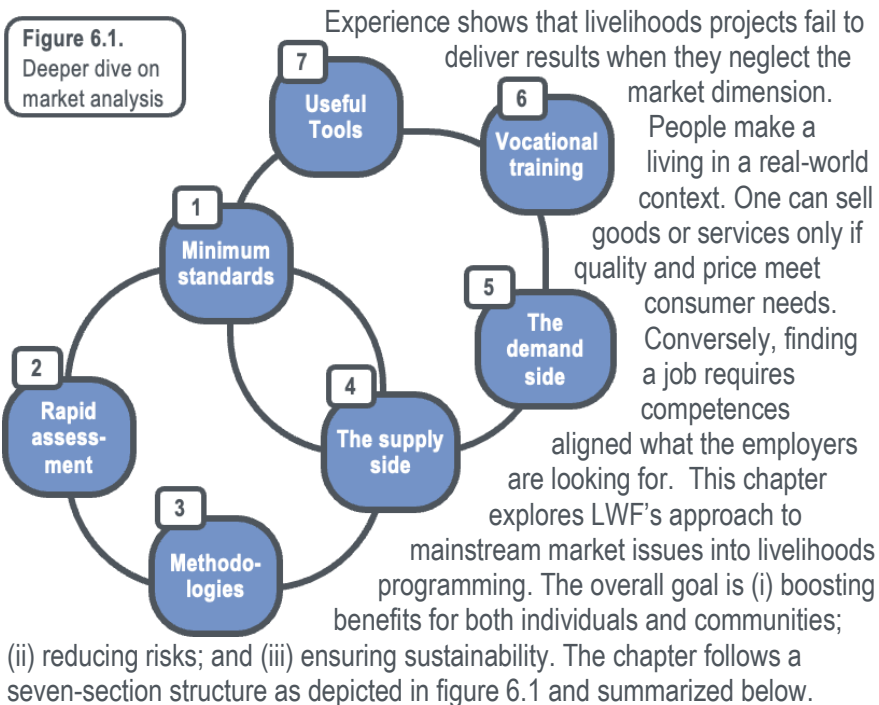 Figure 6.1.
Deeper dive on
market analysis
7
Useful
Tools
6
Vocational
training
1
Minimum
standards
5
The
demand
side
2
Rapid
assess-
ment
4
The supply
side
3
Methodo-
logies
Experience shows that livelihoods projects fail to
deliver results when they neglect the
market dimension.
People make a
living in a real-world
context. One can sell
goods or services only if
quality and price meet
consumer needs.
Conversely, finding
a job requires
competences
aligned what the employers
are looking for. This chapter
explores LWF's approach to
mainstream market issues into livelihoods
programming. The overall goal is (i) boosting
benefits for both individuals and communities;
(ii) reducing risks; and (iii) ensuring sustainability. The chapter follows a
seven-section structure as depicted in figure 6.1 and summarized below.